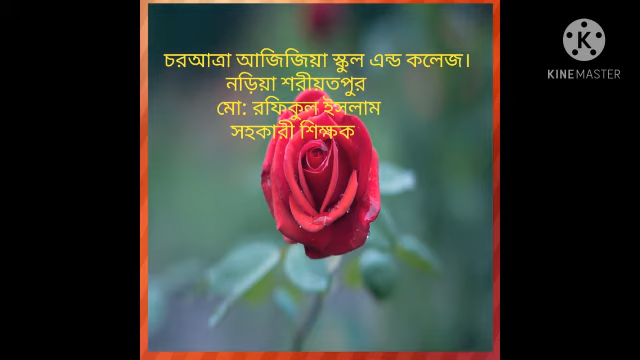 চরআত্রা আজিজিয়া স্কুল এন্ড কলেজ।
নড়িয়া শরীয়তপুর
মো: রফিকুল ইসলাম
সহকারী শিক্ষক
KINEMASTER